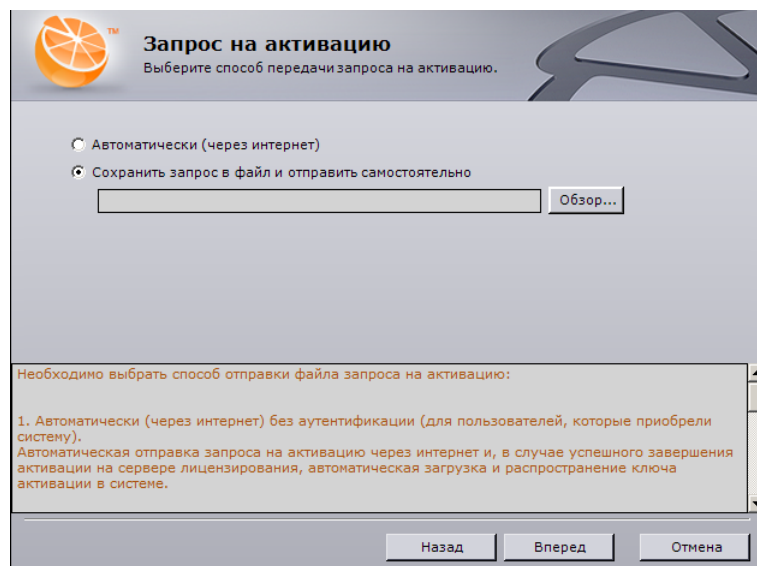 TM
Запрос на активацию
Выберите способ передачи запроса на активацию.
Автоматически (через интернет)
Сохранить запрос в файл и отправить самостоятельно
Обзор...
Необходимо выбрать способ отправки файла запроса на активацию:
1. Автоматически (через интернет) без аутентификации (для пользователей, которые приобрели
систему).
Автоматическая отправка запроса на активацию через интернет и, в случае успешного завершения
активации на сервере лицензирования, автоматическая загрузка и распространение ключа
активации в системе.
Назад
Вперед
Отмена